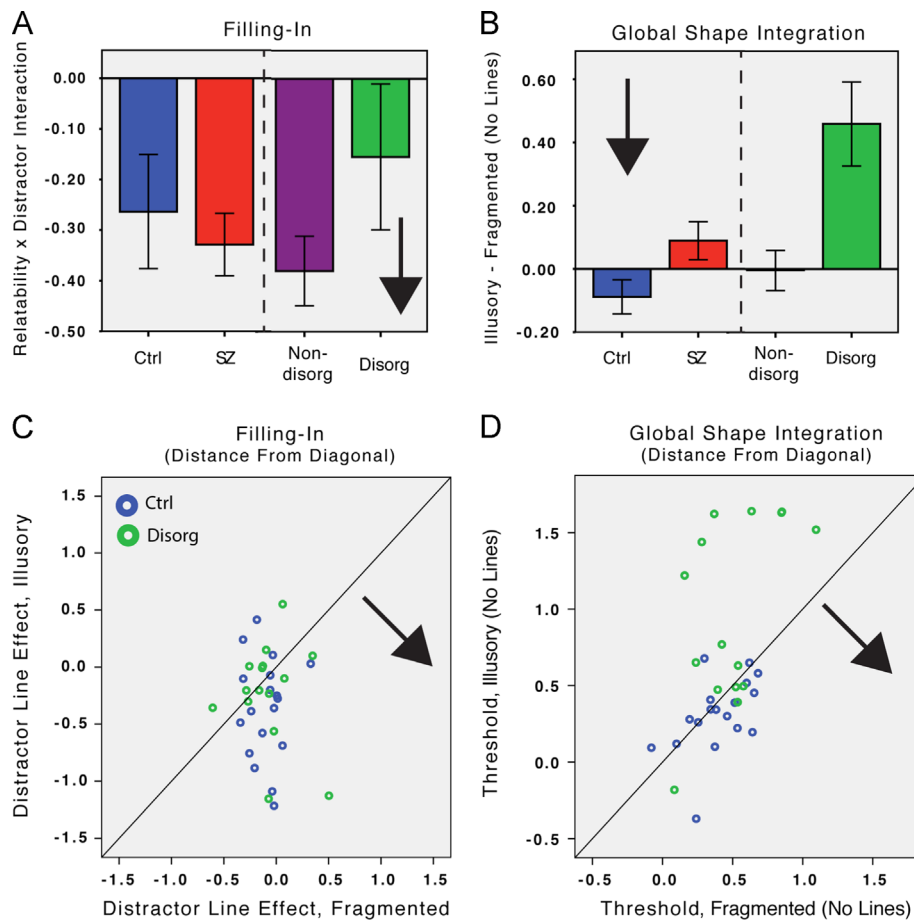 A
Filling-In
Relatability x Distractor Interaction
0.00
-0.10
-0.20
-0.30
-0.40
-0.50
Ctrl
SZ
Non-
disorg
Disorg
B
Global Shape Integration
Illusory - Fragmented (No Lines)
0.60
0.40
0.20
0.00
-0.20
Ctrl
SZ
Non-
disorg
Disorg
C
Filling-In
(Distance From Diagonal)
Distractor Line Effect, Illusory
1.5
1.0
0.5
0.0
-0.5
-1.0
-1.5
Ctrl
Disorg
-1.5 -1.0 -0.5 0.0 0.5 1.0 1.5
Distractor Line Effect, Fragmented
D
Global Shape Integration
(Distance From Diagonal)
Threshold, Illusory (No Lines)
1.5
1.0
0.5
0.0
-0.5
-0.5 0.0 0.5 1.0 1.5
Threshold, Fragmented (No Lines)